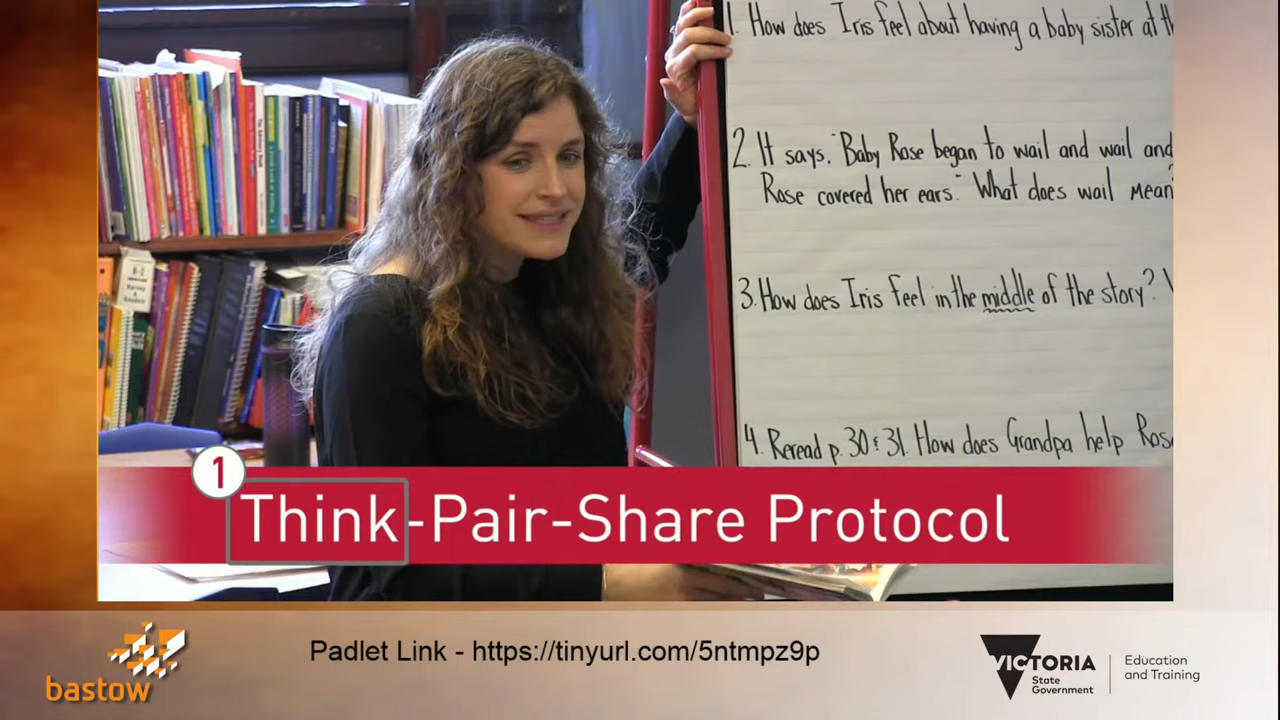 1. How does Iris feel about having a baby sister at
2. It says, "Baby Rose began to wail and wail and
Rose covered her ears." What does wail mean
3. How does Iris feel in the middle of the story?
4. Reread p. 30 & 31. How does Grandpa help
1
Think-Pair-Share Protocol
Padlet Link - https://tinyurl.com/5ntmpz9p
bastow
VICTORIA
State
Government
Education
and Training